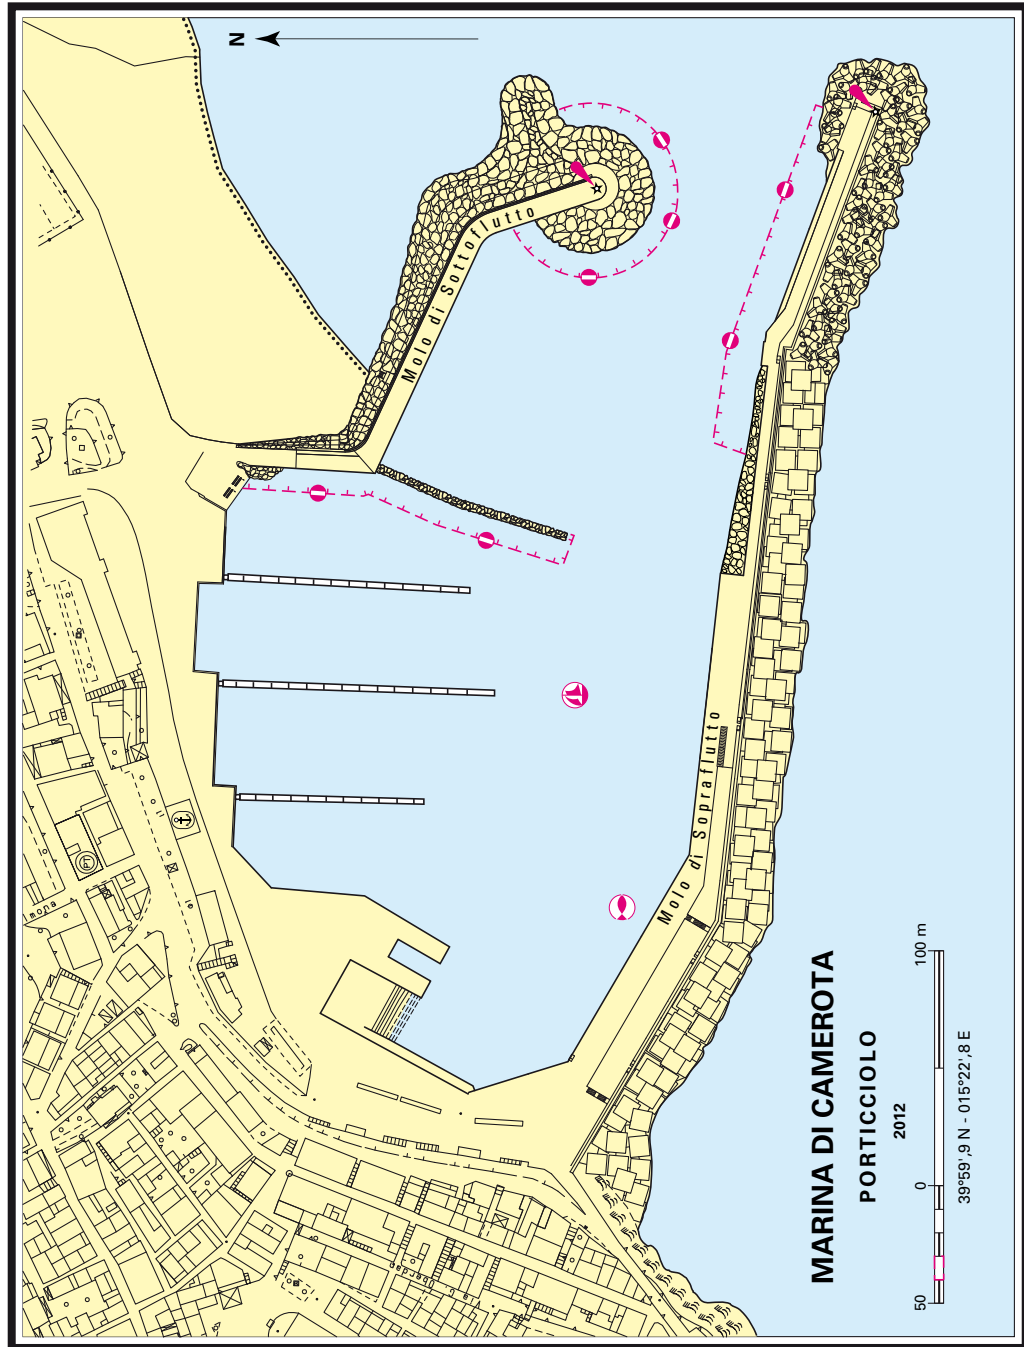 N
Molo di Sottoflutto
Molo di Sopraflutto
MARINA DI CAMEROTA
PORTICCIOLO
2012
50 0 100 m
39°59',9 N - 015°22',8 E